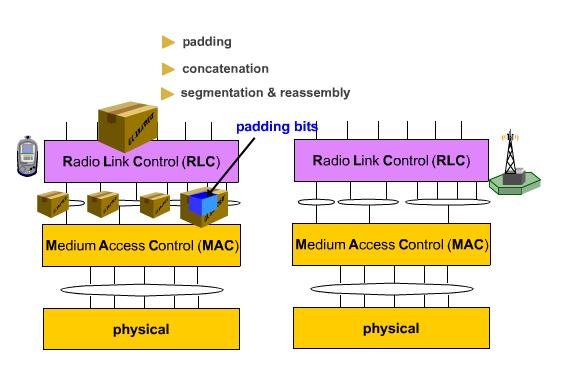 padding
concatenation
segmentation & reassembly
padding bits
Radio Link Control (RLC)
Radio Link Control (RLC)
Medium Access Control (MAC)
Medium Access Control (MAC)
physical
physical